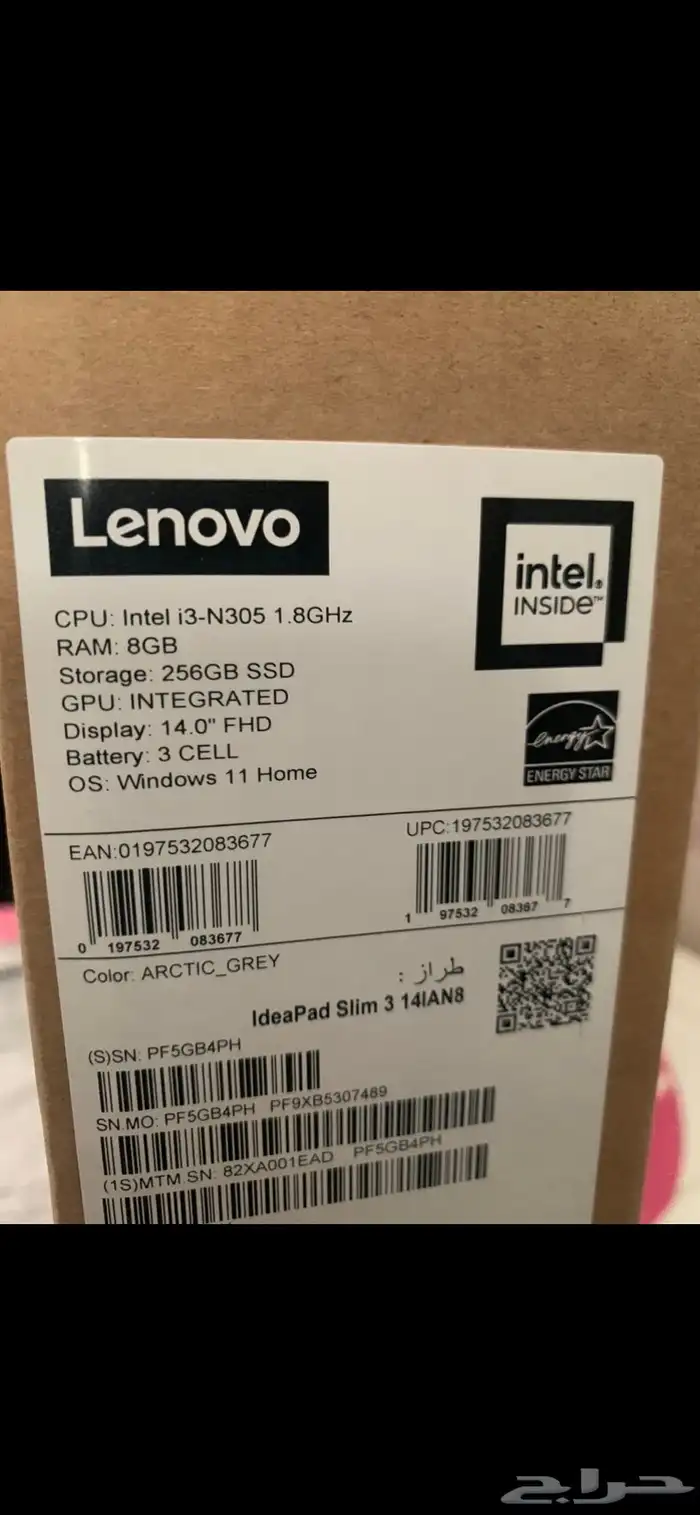 Lenovo
intel.
INSIDE™
CPU: Intel i3-N305 1.8GHz
RAM: 8GB
Storage: 256GB SSD
GPU: INTEGRATED
Display: 14.0" FHD
Battery: 3 CELL
OS: Windows 11 Home
energy
ENERGY STAR
EAN:0197532083677
0 197532 083677
UPC:197532083677
1 97532 08367 7
Color: ARCTIC_GREY
طراز :
IdeaPad Slim 3 14IAN8
(S)SN: PF5GB4PH
SN.MO: PF5GB4PH PF9XB5307489
(1S)MTM.SN: 82XA001EAD PF5GB4PH
حراج